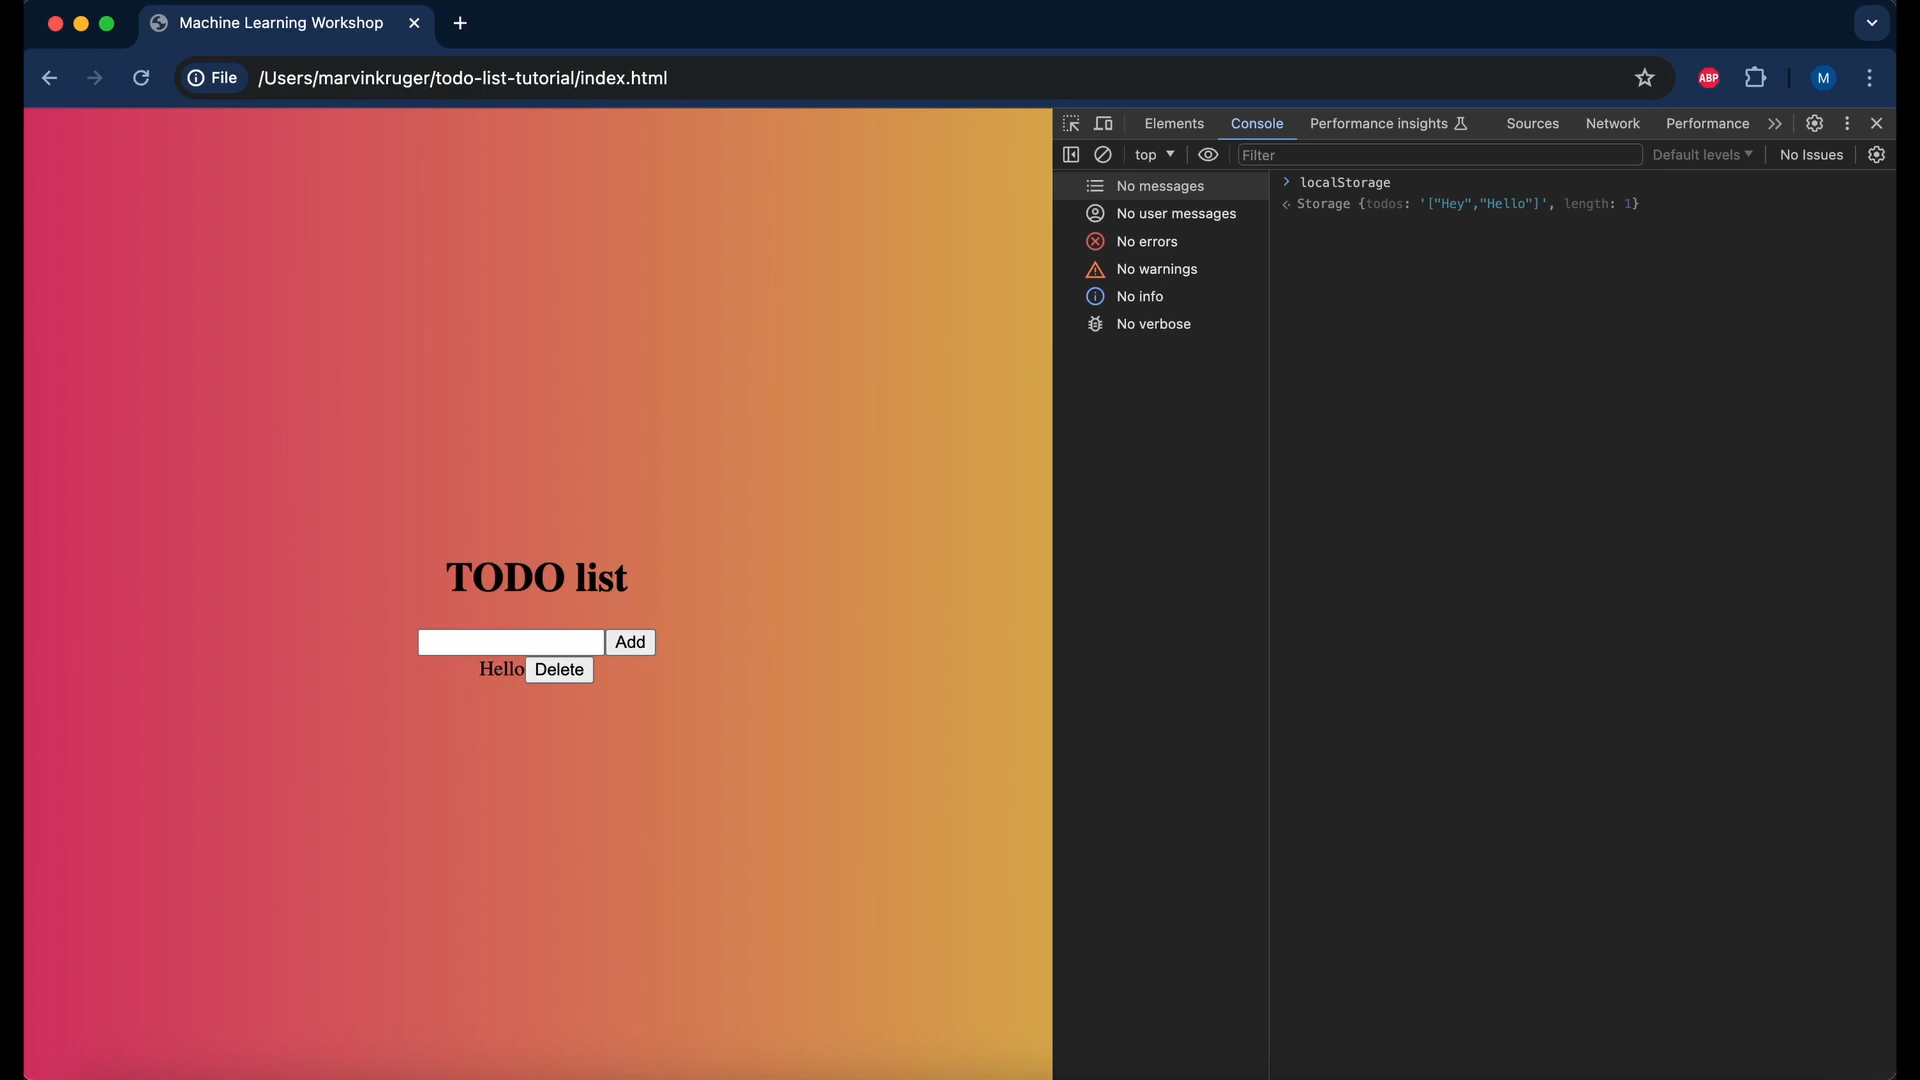 Machine Learning Workshop
File /Users/marvinkruger/todo-list-tutorial/index.html
ABP
M
Elements Console Performance insights Sources Network Performance
top Filter Default levels No Issues
No messages
No user messages
No errors
No warnings
No info
No verbose
localStorage
Storage {todos: '["Hey","Hello"]', length: 1}
TODO list
Add
Hello Delete